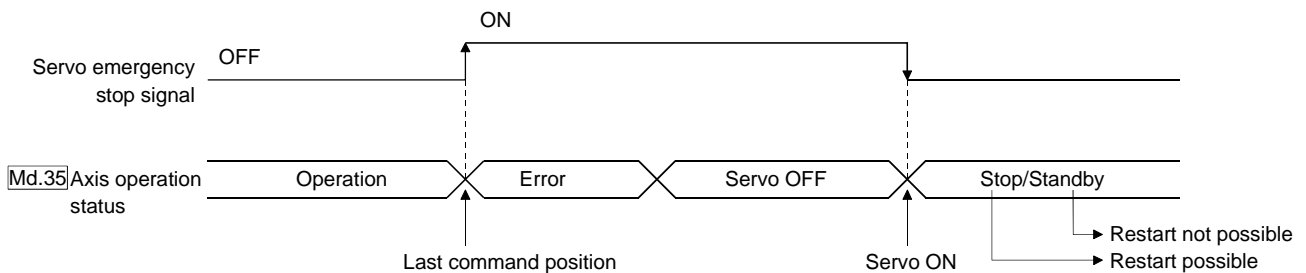 ON
OFF
Servo emergency
stop signal
Md.35 Axis operation
status
Operation
Error
Servo OFF
Stop/Standby
Restart not possible
Restart possible
Last command position
Servo ON